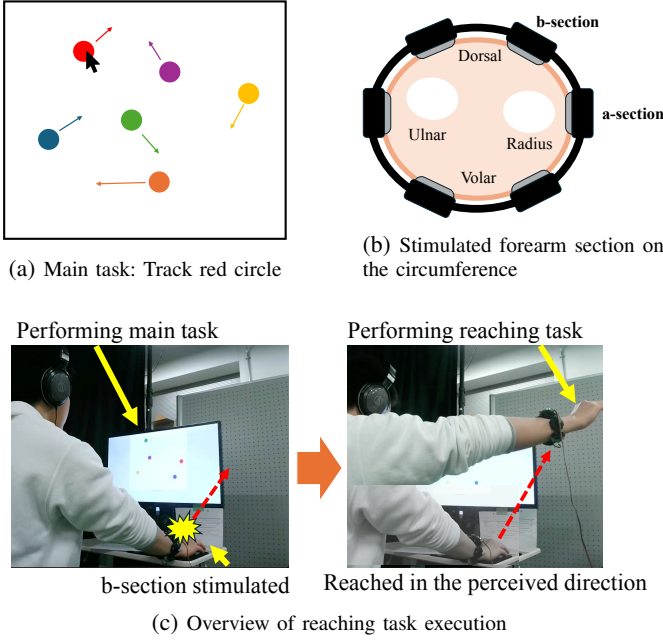 b-section
Dorsal
a-section
Ulnar
Radius
Volar
(a) Main task: Track red circle
(b) Stimulated forearm section on
the circumference
Performing main task
Performing reaching task
b-section stimulated
Reached in the perceived direction
(c) Overview of reaching task execution